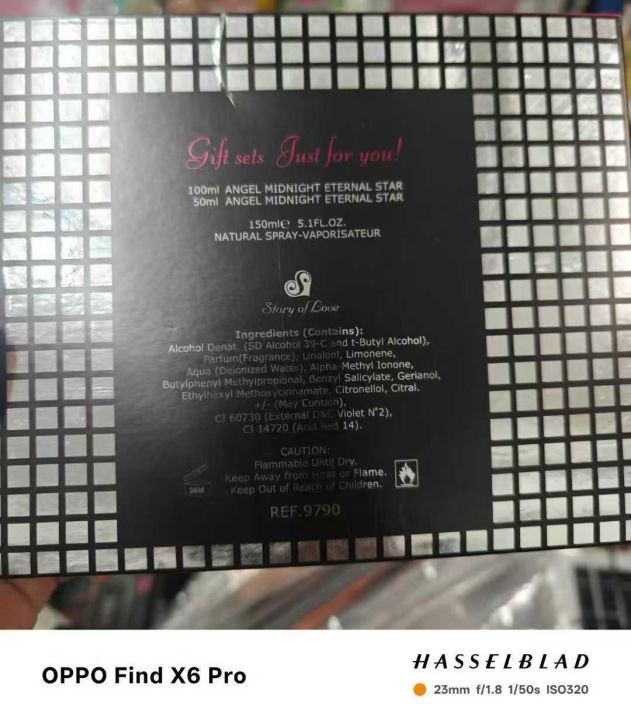 Gift sets Just for you!
100ml ANGEL MIDNIGHT ETERNAL STAR
50ml ANGEL MIDNIGHT ETERNAL STAR
150ml℮ 5.1FL.OZ.
NATURAL SPRAY-VAPORISATEUR
Story of Love
Ingredients (Contains):
Alcohol Denat. (SD Alcohol 39-C and t-Butyl Alcohol),
Parfum(Fragrance), Linalool, Limonene,
Aqua (Deionized Water), Alpha-Methyl Ionone,
Butylphenyl Methylpropional, Benzyl Salicylate, Gerianol,
Ethylhexyl Methoxycinnamate, Citronellol, Citral.
+/- (May Contain),
CI 60730 (External D&C Violet N°2),
CI 14720 (Acid Red 14).
CAUTION:
Flammable Until Dry.
Keep Away from Heat or Flame.
Keep Out of Reach of Children.
36M
REF.9790
OPPO Find X6 Pro
HASSELBLAD
23mm f/1.8 1/50s ISO320